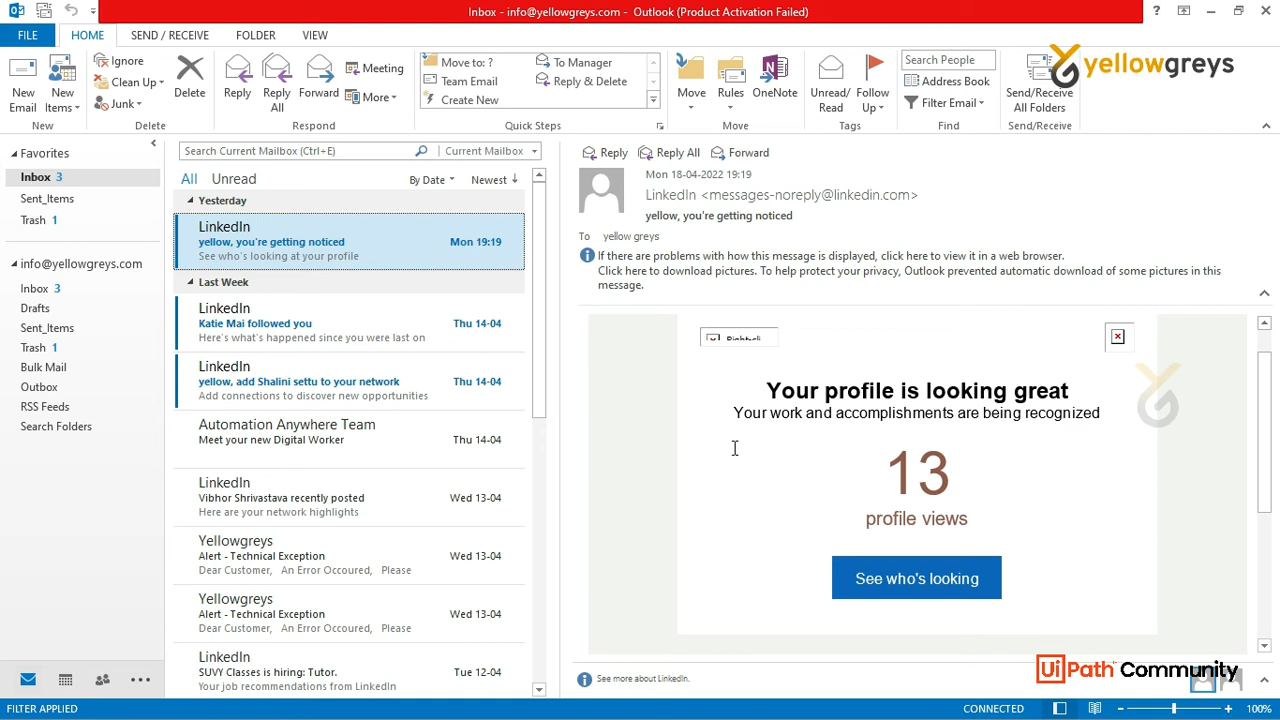 Inbox - info@yellowgreys.com - Outlook (Product Activation Failed)
FILE HOME SEND / RECEIVE FOLDER VIEW
New Email
New Items
Ignore
Clean Up
Junk
Delete
Reply
Reply All
Forward
Meeting
More
Move to: ?
Team Email
Create New
To Manager
Reply & Delete
Move
Rules
OneNote
Unread/ Read
Follow Up
Search People
Address Book
Filter Email
Send/Receive All Folders
New Delete Respond Quick Steps Move Tags Find Send/Receive
yellowgreys
Favorites
Inbox 3
Sent_Items
Trash 1
info@yellowgreys.com
Inbox 3
Drafts
Sent_Items
Trash 1
Bulk Mail
Outbox
RSS Feeds
Search Folders
Search Current Mailbox (Ctrl+E) Current Mailbox
All Unread By Date Newest
Yesterday
LinkedIn
yellow, you're getting noticed Mon 19:19
See who's looking at your profile
Last Week
LinkedIn
Katie Mai followed you Thu 14-04
Here's what's happened since you were last on
LinkedIn
yellow, add Shalini settu to your network Thu 14-04
Add connections to discover new opportunities
Automation Anywhere Team
Meet your new Digital Worker Thu 14-04
LinkedIn
Vibhor Shrivastava recently posted Wed 13-04
Here are your network highlights
Yellowgreys
Alert - Technical Exception Wed 13-04
Dear Customer, An Error Occoured, Please
Yellowgreys
Alert - Technical Exception Wed 13-04
Dear Customer, An Error Occoured, Please
LinkedIn
SUVY Classes is hiring: Tutor. Tue 12-04
Your job recommendations from LinkedIn
Reply Reply All Forward
Mon 18-04-2022 19:19
LinkedIn <messages-noreply@linkedin.com>
yellow, you're getting noticed
To yellow greys
If there are problems with how this message is displayed, click here to view it in a web browser.
Click here to download pictures. To help protect your privacy, Outlook prevented automatic download of some pictures in this
message.
Your profile is looking great
Your work and accomplishments are being recognized
13
profile views
See who's looking
See more about LinkedIn.
UiPath Community
FILTER APPLIED CONNECTED 100%